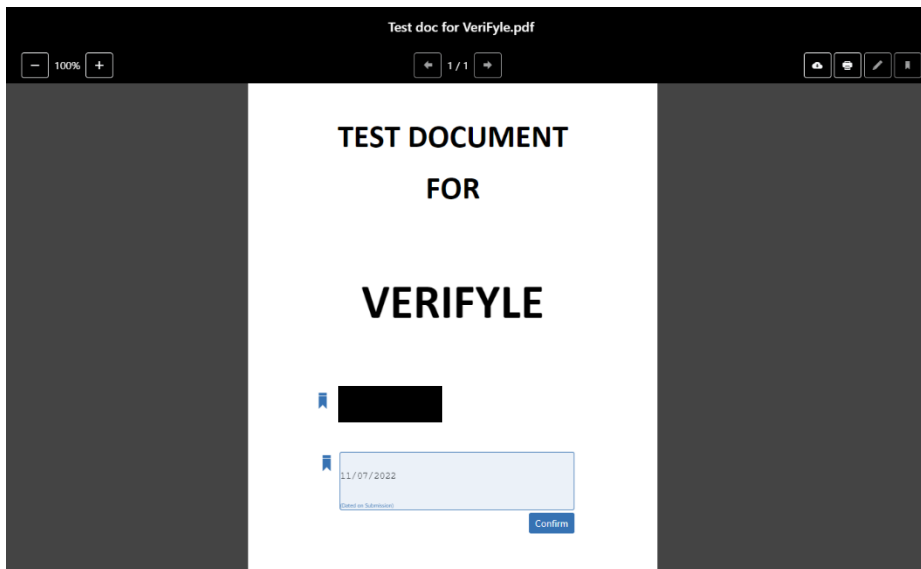 Test doc for VeriFyle.pdf
100%
1 / 1
TEST DOCUMENT
FOR
VERIFYLE
11/07/2022
(Dated on Submission)
Confirm